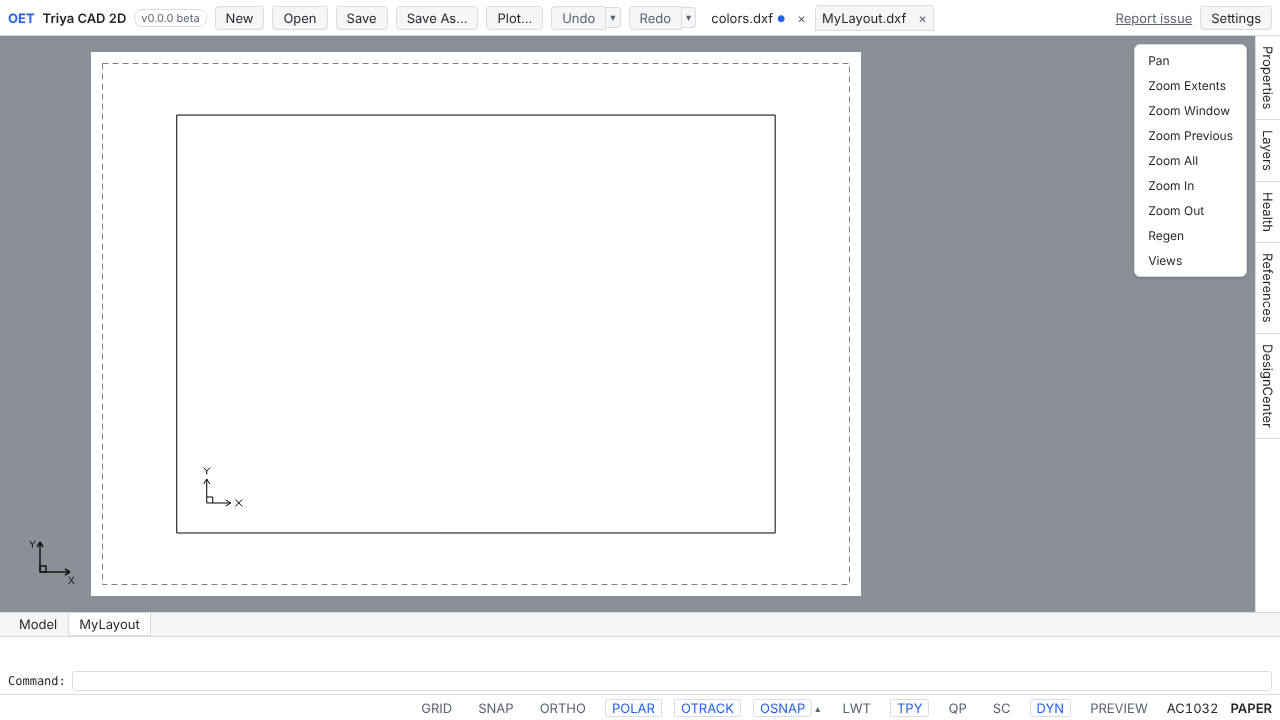 OET Triya CAD 2D v0.0.0 beta New Open Save Save As... Plot... Undo ▾ Redo ▾ colors.dxf × MyLayout.dxf × Report issue Settings
Pan
Zoom Extents
Zoom Window
Zoom Previous
Zoom All
Zoom In
Zoom Out
Regen
Views
Properties
Layers
Health
References
DesignCenter
Y
X
Y
X
Model MyLayout
Command:
GRID SNAP ORTHO POLAR OTRACK OSNAP ▴ LWT TPY QP SC DYN PREVIEW AC1032 PAPER